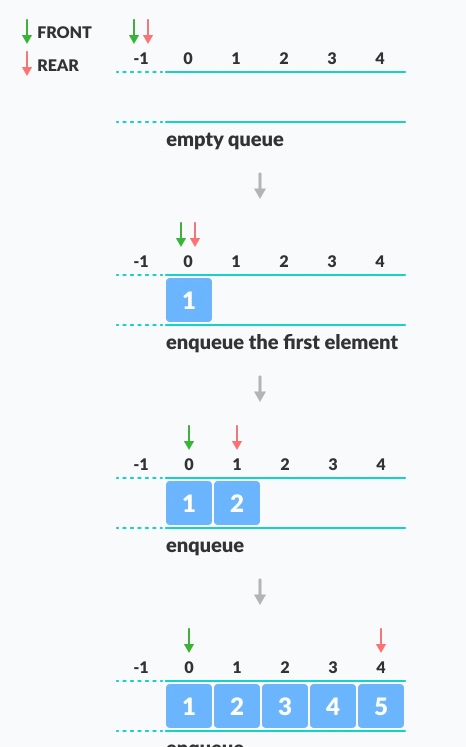 FRONT
REAR
-1 0 1 2 3 4
empty queue
-1 0 1 2 3 4
1
enqueue the first element
-1 0 1 2 3 4
1 2
enqueue
-1 0 1 2 3 4
1 2 3 4 5
enqueue